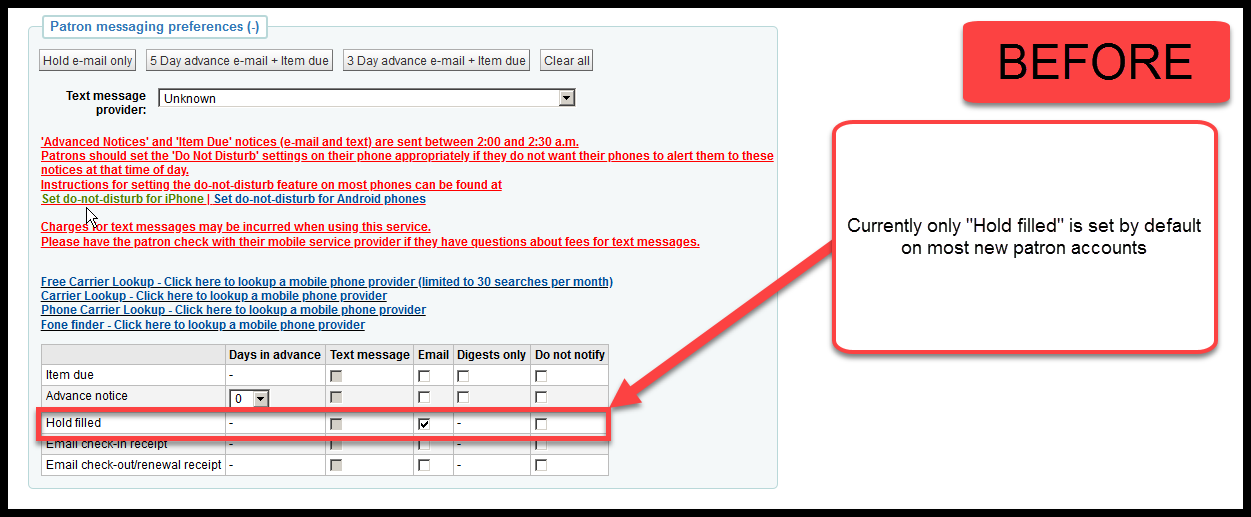 Patron messaging preferences (-)
BEFORE
Hold e-mail only 5 Day advance e-mail + Item due 3 Day advance e-mail + Item due Clear all
Text message
provider:
Unknown
'Advanced Notices' and 'Item Due' notices (e-mail and text) are sent between 2:00 and 2:30 a.m.
Patrons should set the 'Do Not Disturb' settings on their phone appropriately if they do not want their phones to alert them to these
notices at that time of day.
Instructions for setting the do-not-disturb feature on most phones can be found at
Set do-not-disturb for iPhone | Set do-not-disturb for Android phones
Charges for text messages may be incurred when using this service.
Please have the patron check with their mobile service provider if they have questions about fees for text messages.
Currently only "Hold filled" is set by default
on most new patron accounts
Free Carrier Lookup - Click here to lookup a mobile phone provider (limited to 30 searches per month)
Carrier Lookup - Click here to lookup a mobile phone provider
Phone Carrier Lookup - Click here to lookup a mobile phone provider
Fone finder - Click here to lookup a mobile phone provider
Days in advance Text message Email Digests only Do not notify
Item due -
Advance notice 0
Hold filled - -
Email check-in receipt - -
Email check-out/renewal receipt - -